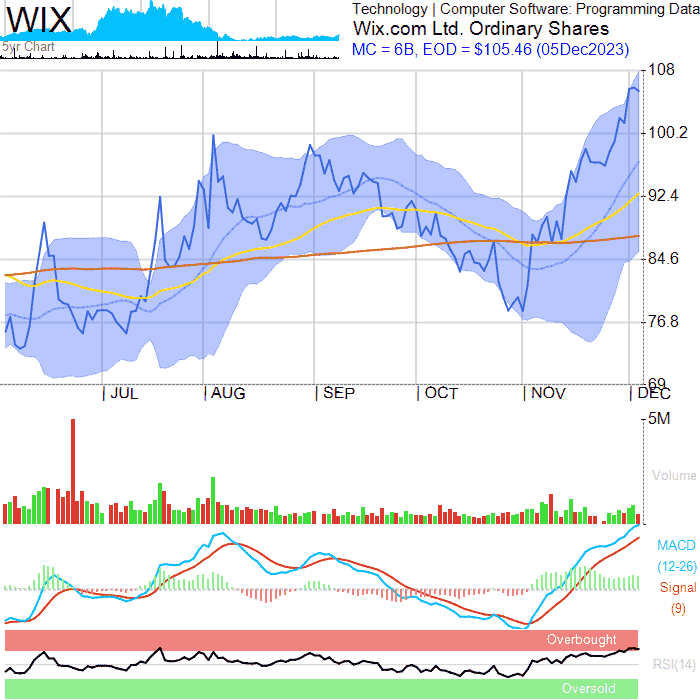 WIX
5yr Chart
Technology | Computer Software: Programming Data
Wix.com Ltd. Ordinary Shares
MC = 6B, EOD = $105.46 (05Dec2023)
108
100.2
92.4
84.6
76.8
69
JUL AUG SEP OCT NOV DEC
5M
Volume
MACD
(12-26)
Signal
(9)
Overbought
RSI(14)
Oversold